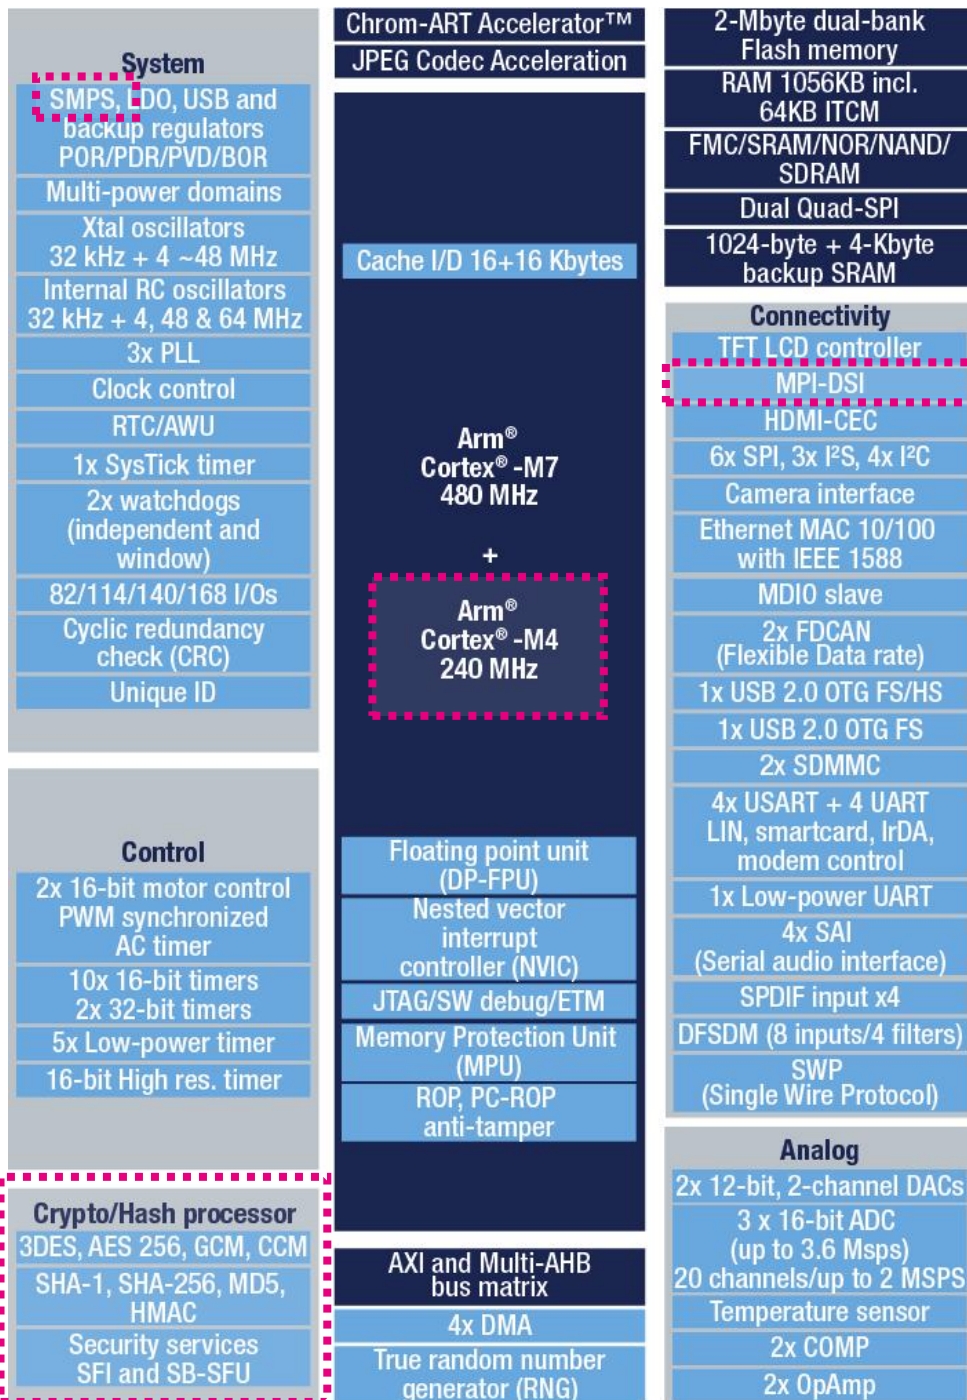 System
SMPS, LDO, USB and
backup regulators
POR/PDR/PVD/BOR
Multi-power domains
Xtal oscillators
32 kHz + 4 ~48 MHz
Internal RC oscillators
32 kHz + 4, 48 & 64 MHz
3x PLL
Clock control
RTC/AWU
1x SysTick timer
2x watchdogs
(independent and
window)
82/114/140/168 I/Os
Cyclic redundancy
check (CRC)
Unique ID
Control
2x 16-bit motor control
PWM synchronized
AC timer
10x 16-bit timers
2x 32-bit timers
5x Low-power timer
16-bit High res. timer
Crypto/Hash processor
3DES, AES 256, GCM, CCM
SHA-1, SHA-256, MD5,
HMAC
Security services
SFI and SB-SFU
Chrom-ART Accelerator™
JPEG Codec Acceleration
Cache I/D 16+16 Kbytes
Arm®
Cortex® -M7
480 MHz
+
Arm®
Cortex® -M4
240 MHz
Floating point unit
(DP-FPU)
Nested vector
interrupt
controller (NVIC)
JTAG/SW debug/ETM
Memory Protection Unit
(MPU)
ROP, PC-ROP
anti-tamper
AXI and Multi-AHB
bus matrix
4x DMA
True random number
generator (RNG)
2-Mbyte dual-bank
Flash memory
RAM 1056KB incl.
64KB ITCM
FMC/SRAM/NOR/NAND/
SDRAM
Dual Quad-SPI
1024-byte + 4-Kbyte
backup SRAM
Connectivity
TFT LCD controller
MPI-DSI
HDMI-CEC
6x SPI, 3x I²S, 4x I²C
Camera interface
Ethernet MAC 10/100
with IEEE 1588
MDIO slave
2x FDCAN
(Flexible Data rate)
1x USB 2.0 OTG FS/HS
1x USB 2.0 OTG FS
2x SDMMC
4x USART + 4 UART
LIN, smartcard, IrDA,
modem control
1x Low-power UART
4x SAI
(Serial audio interface)
SPDIF input x4
DFSDM (8 inputs/4 filters)
SWP
(Single Wire Protocol)
Analog
2x 12-bit, 2-channel DACs
3 x 16-bit ADC
(up to 3.6 Msps)
20 channels/up to 2 MSPS
Temperature sensor
2x COMP
2x OpAmp